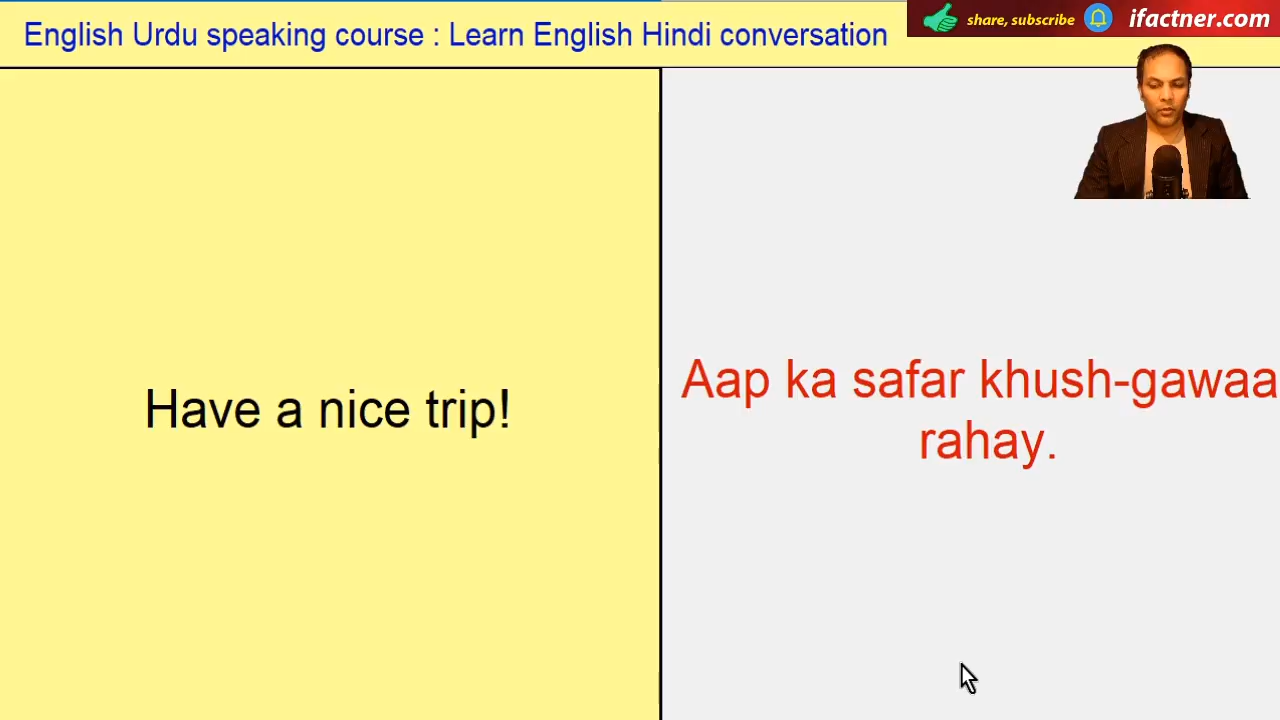 English Urdu speaking course : Learn English Hindi conversation
share, subscribe
ifactner.com
Have a nice trip!
Aap ka safar khush-gawaa
rahay.